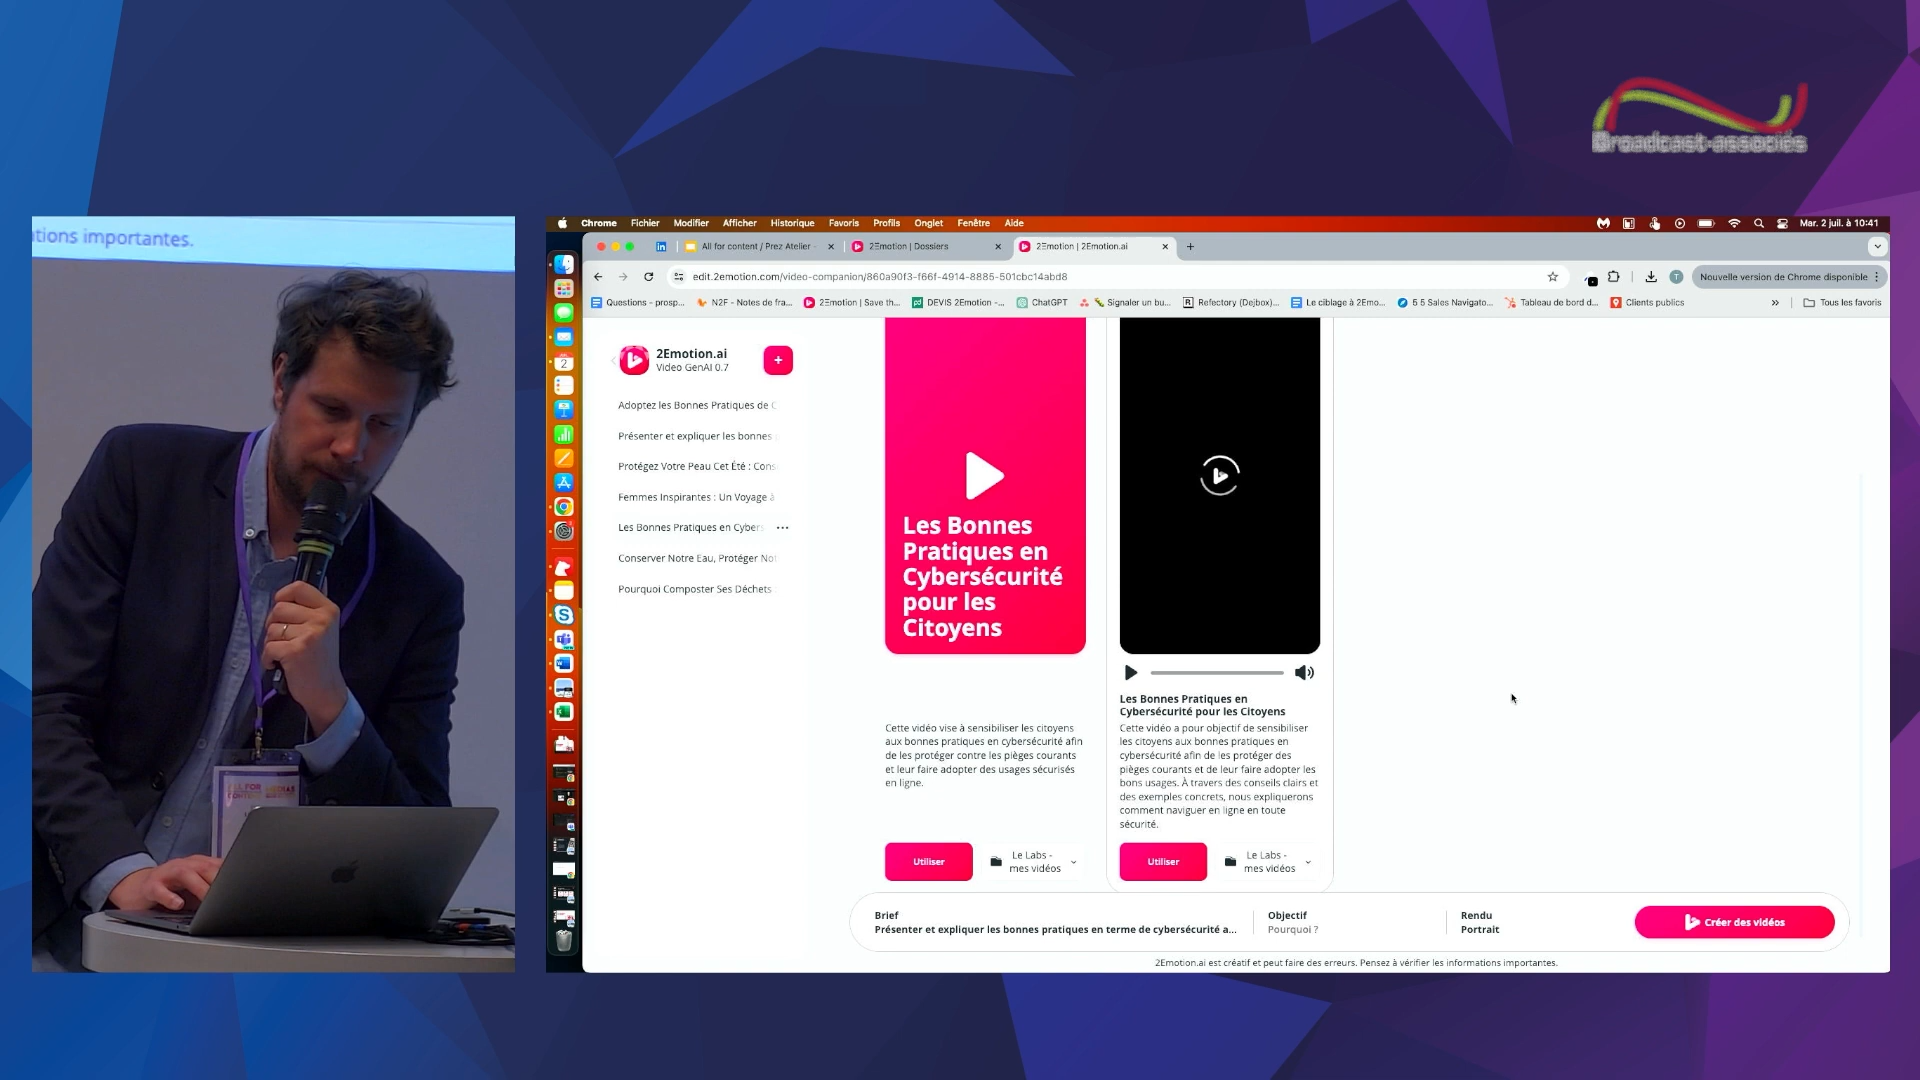 Broadcast-associés
tions importantes.
ALL FOR CONTENT
MEDIAS
Chrome Fichier Modifier Afficher Historique Favoris Profils Onglet Fenêtre Aide
Mar. 2 juil. à 10:41
All for content / Prez Atelier -
2Emotion | Dossiers
2Emotion | 2Emotion.ai
edit.2emotion.com/video-companion/860a90f3-f66f-4914-8885-501cbc14abd8
Nouvelle version de Chrome disponible
Questions - prosp...
N2F - Notes de fra...
2Emotion | Save th...
DEVIS 2Emotion -...
ChatGPT
Signaler un bu...
Refectory (Dejbox)...
Le ciblage à 2Emo...
5 5 Sales Navigato...
Tableau de bord d...
Clients publics
»
Tous les favoris
2Emotion.ai
Video GenAI 0.7
+
Adoptez les Bonnes Pratiques de C
Présenter et expliquer les bonnes
Protégez Votre Peau Cet Été : Cons
Femmes Inspirantes : Un Voyage à
Les Bonnes Pratiques en Cybers ...
Conserver Notre Eau, Protéger Not
Pourquoi Composter Ses Déchets
Les Bonnes
Pratiques en
Cybersécurité
pour les
Citoyens
Cette vidéo vise à sensibiliser les citoyens
aux bonnes pratiques en cybersécurité afin
de les protéger contre les pièges courants
et leur faire adopter des usages sécurisés
en ligne.
Utiliser
Le Labs -
mes vidéos
Les Bonnes Pratiques en
Cybersécurité pour les Citoyens
Cette vidéo a pour objectif de sensibiliser
les citoyens aux bonnes pratiques en
cybersécurité afin de les protéger des
pièges courants et de leur faire adopter les
bons usages. À travers des conseils clairs et
des exemples concrets, nous expliquerons
comment naviguer en ligne en toute
sécurité.
Utiliser
Le Labs -
mes vidéos
Brief
Présenter et expliquer les bonnes pratiques en terme de cybersécurité a...
Objectif
Pourquoi ?
Rendu
Portrait
Créer des vidéos
2Emotion.ai est créatif et peut faire des erreurs. Pensez à vérifier les informations importantes.